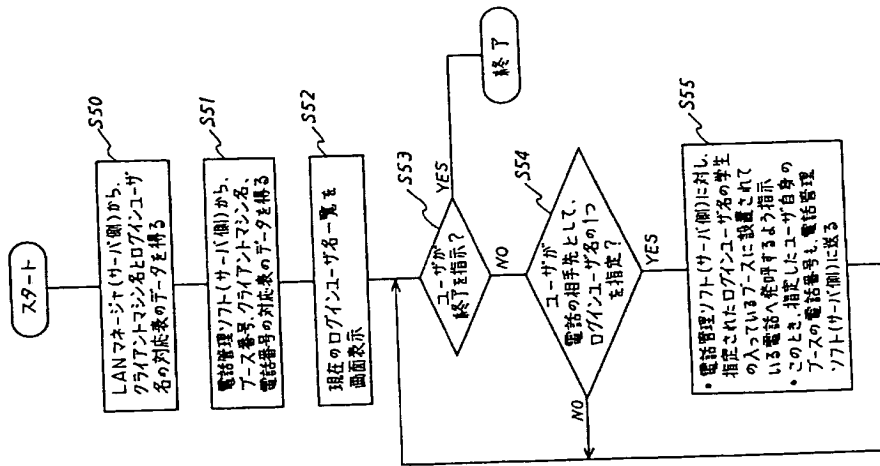 スタート
S50
LANマネージャ(サーバ側)から、
クライアントマシン名とログインユーザ
名の対応表のデータを得る
S51
電話管理ソフト(サーバ側)から、
ブース番号、クライアントマシン名、
電話番号の対応表のデータを得る
S52
現在のログインユーザ名一覧を
画面表示
S53
ユーザが
終了を指示?
YES
終了
NO
S54
ユーザが
電話の相手先として、
ログインユーザ名の1つ
を指定?
NO
YES
S55
• 電話管理ソフト(サーバ側)に対し、
指定されたログインユーザ名の学生
の入っているブースに設置されて
いる電話へ発呼するよう指示
• このとき、指定したユーザ自身の
ブースの電話番号も、電話管理
ソフト(サーバ側)に送る